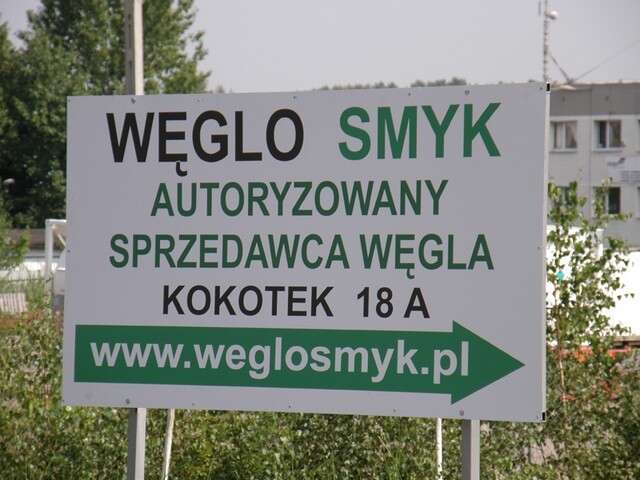 WĘGLO SMYK
AUTORYZOWANY
SPRZEDAWCA WĘGLA
KOKOTEK 18 A
www.weglosmyk.pl